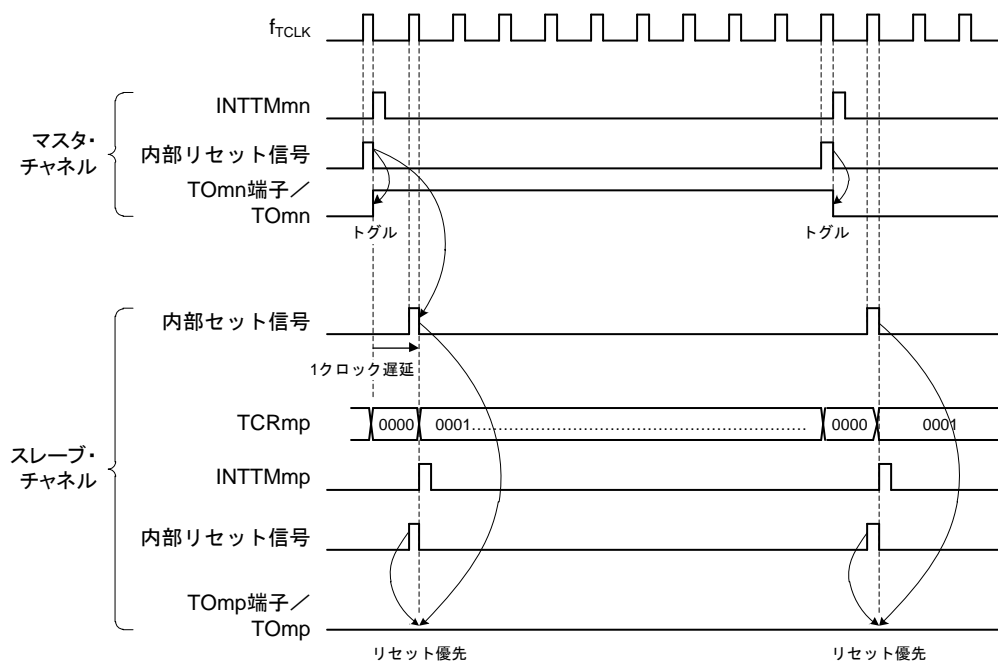 fTCLK
INTTMmn
マスタ・
チャネル
内部リセット信号
TOmn端子／
TOmn
トグル
トグル
内部セット信号
1クロック遅延
TCRmp
0000
0001
0000
0001
スレーブ・
チャネル
INTTMmp
内部リセット信号
TOmp端子／
TOmp
リセット優先
リセット優先